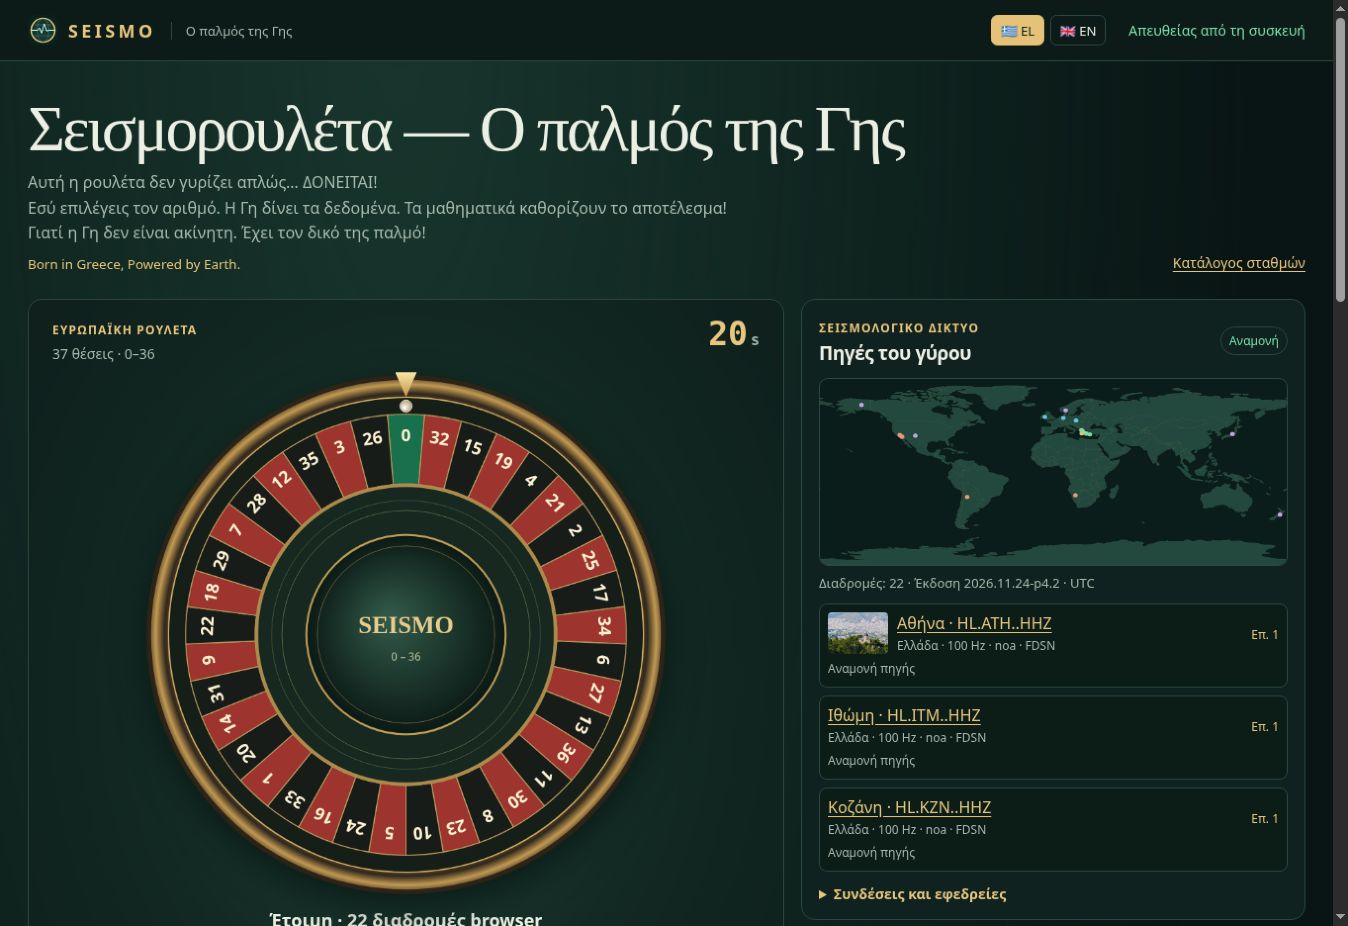 SEISMO
Ο παλμός της Γης
🇬🇷 EL
🇬🇧 EN
Απευθείας από τη συσκευή
Σεισμορουλέτα — Ο παλμός της Γης
Αυτή η ρουλέτα δεν γυρίζει απλώς... ΔΟΝΕΙΤΑΙ!
Εσύ επιλέγεις τον αριθμό. Η Γη δίνει τα δεδομένα. Τα μαθηματικά καθορίζουν το αποτέλεσμα!
Γιατί η Γη δεν είναι ακίνητη. Έχει τον δικό της παλμό!
Born in Greece, Powered by Earth.
Κατάλογος σταθμών
ΕΥΡΩΠΑΪΚΗ ΡΟΥΛΕΤΑ
37 θέσεις · 0–36
20 s
0
32
15
19
4
21
2
25
17
34
6
27
13
36
11
30
8
23
10
5
24
16
33
1
20
14
31
9
22
18
29
7
28
12
35
3
26
SEISMO
0 – 36
Έτοιμη · 22 διαδρομές browser
ΣΕΙΣΜΟΛΟΓΙΚΟ ΔΙΚΤΥΟ
Πηγές του γύρου
Αναμονή
Διαδρομές: 22 · Έκδοση 2026.11.24-p4.2 · UTC
Αθήνα · HL.ATH..HHZ
Ελλάδα · 100 Hz · noa · FDSN
Επ. 1
Αναμονή πηγής
Ιθώμη · HL.ITM..HHZ
Ελλάδα · 100 Hz · noa · FDSN
Επ. 1
Αναμονή πηγής
Κοζάνη · HL.KZN..HHZ
Ελλάδα · 100 Hz · noa · FDSN
Επ. 1
Αναμονή πηγής
▶ Συνδέσεις και εφεδρείες